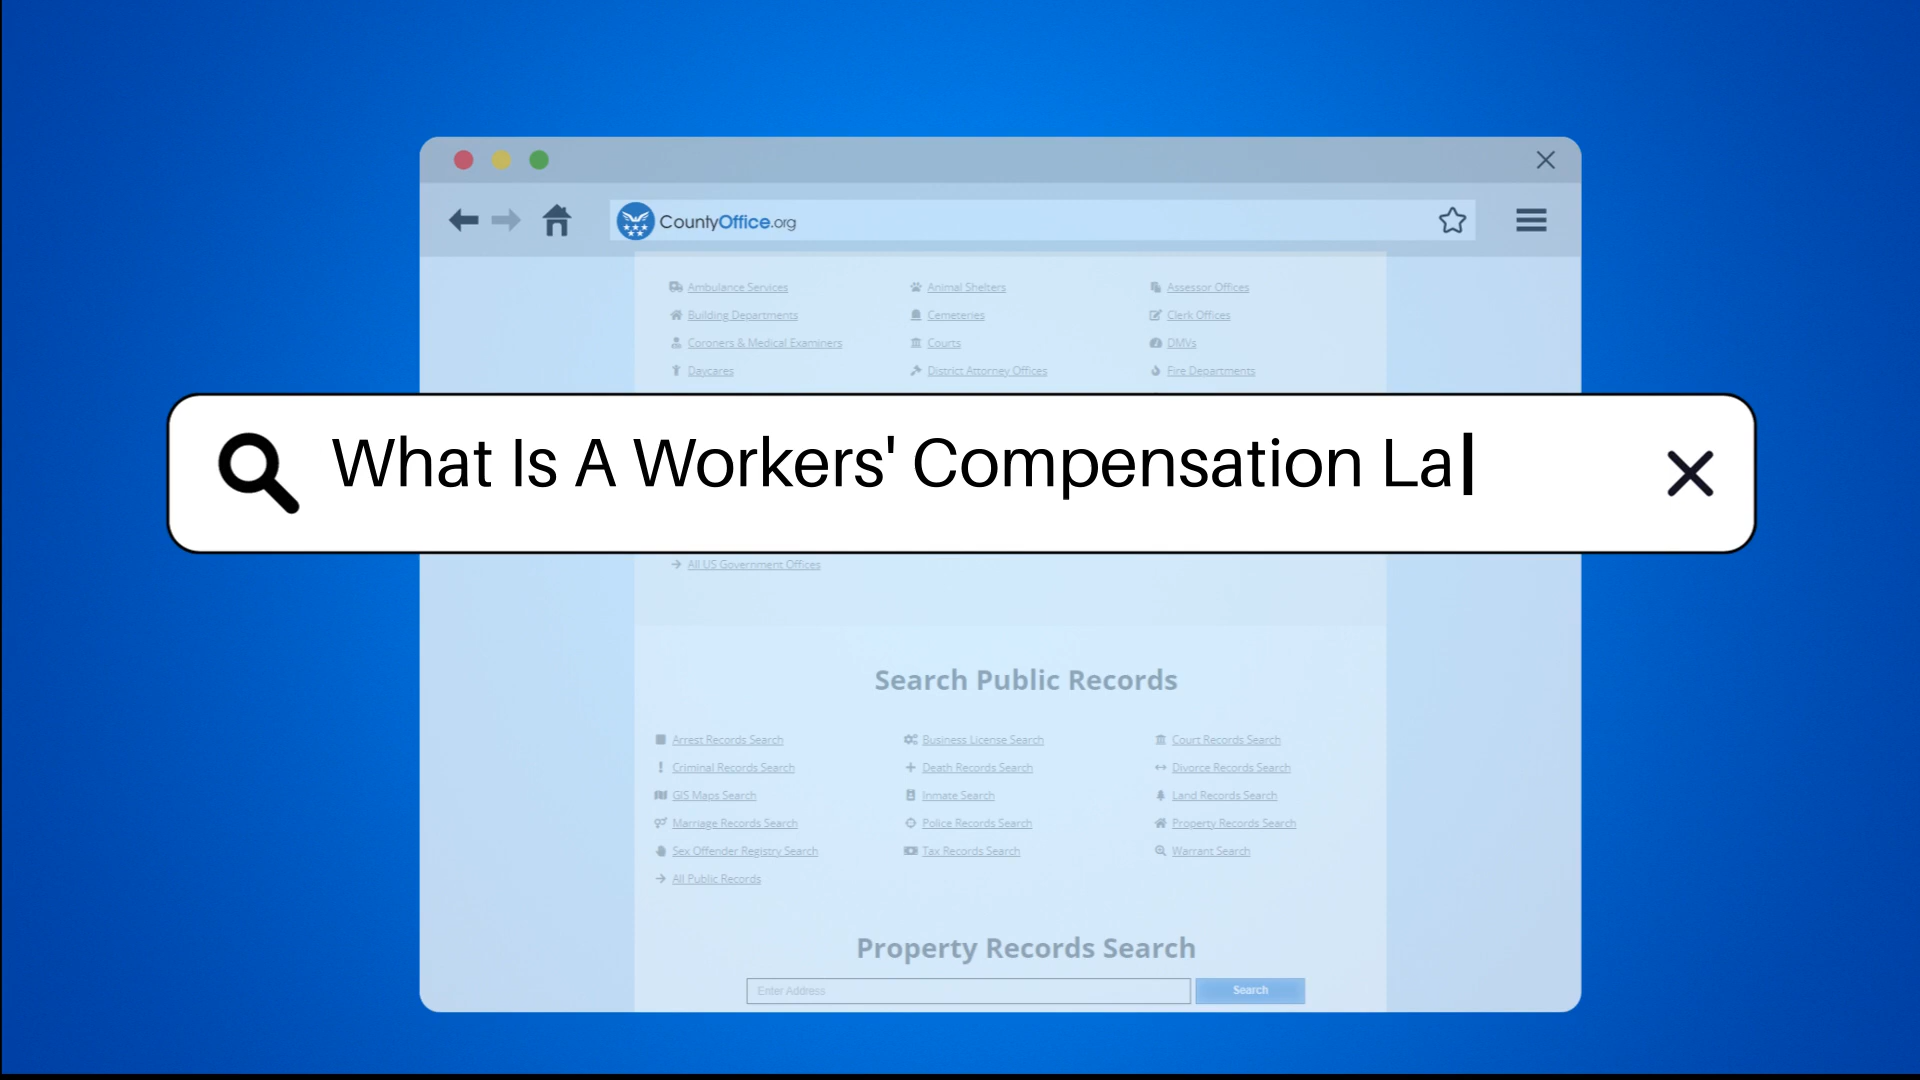 CountyOffice.org
Ambulance Services Animal Shelters Assessor Offices
Building Departments Cemeteries Clerk Offices
Coroners & Medical Examiners Courts DMVs
Daycares District Attorney Offices Fire Departments
What Is A Workers' Compensation La
All US Government Offices
Search Public Records
Arrest Records Search Business License Search Court Records Search
Criminal Records Search Death Records Search Divorce Records Search
GIS Maps Search Inmate Search Land Records Search
Marriage Records Search Police Records Search Property Records Search
Sex Offender Registry Search Tax Records Search Warrant Search
All Public Records
Property Records Search
Enter Address Search